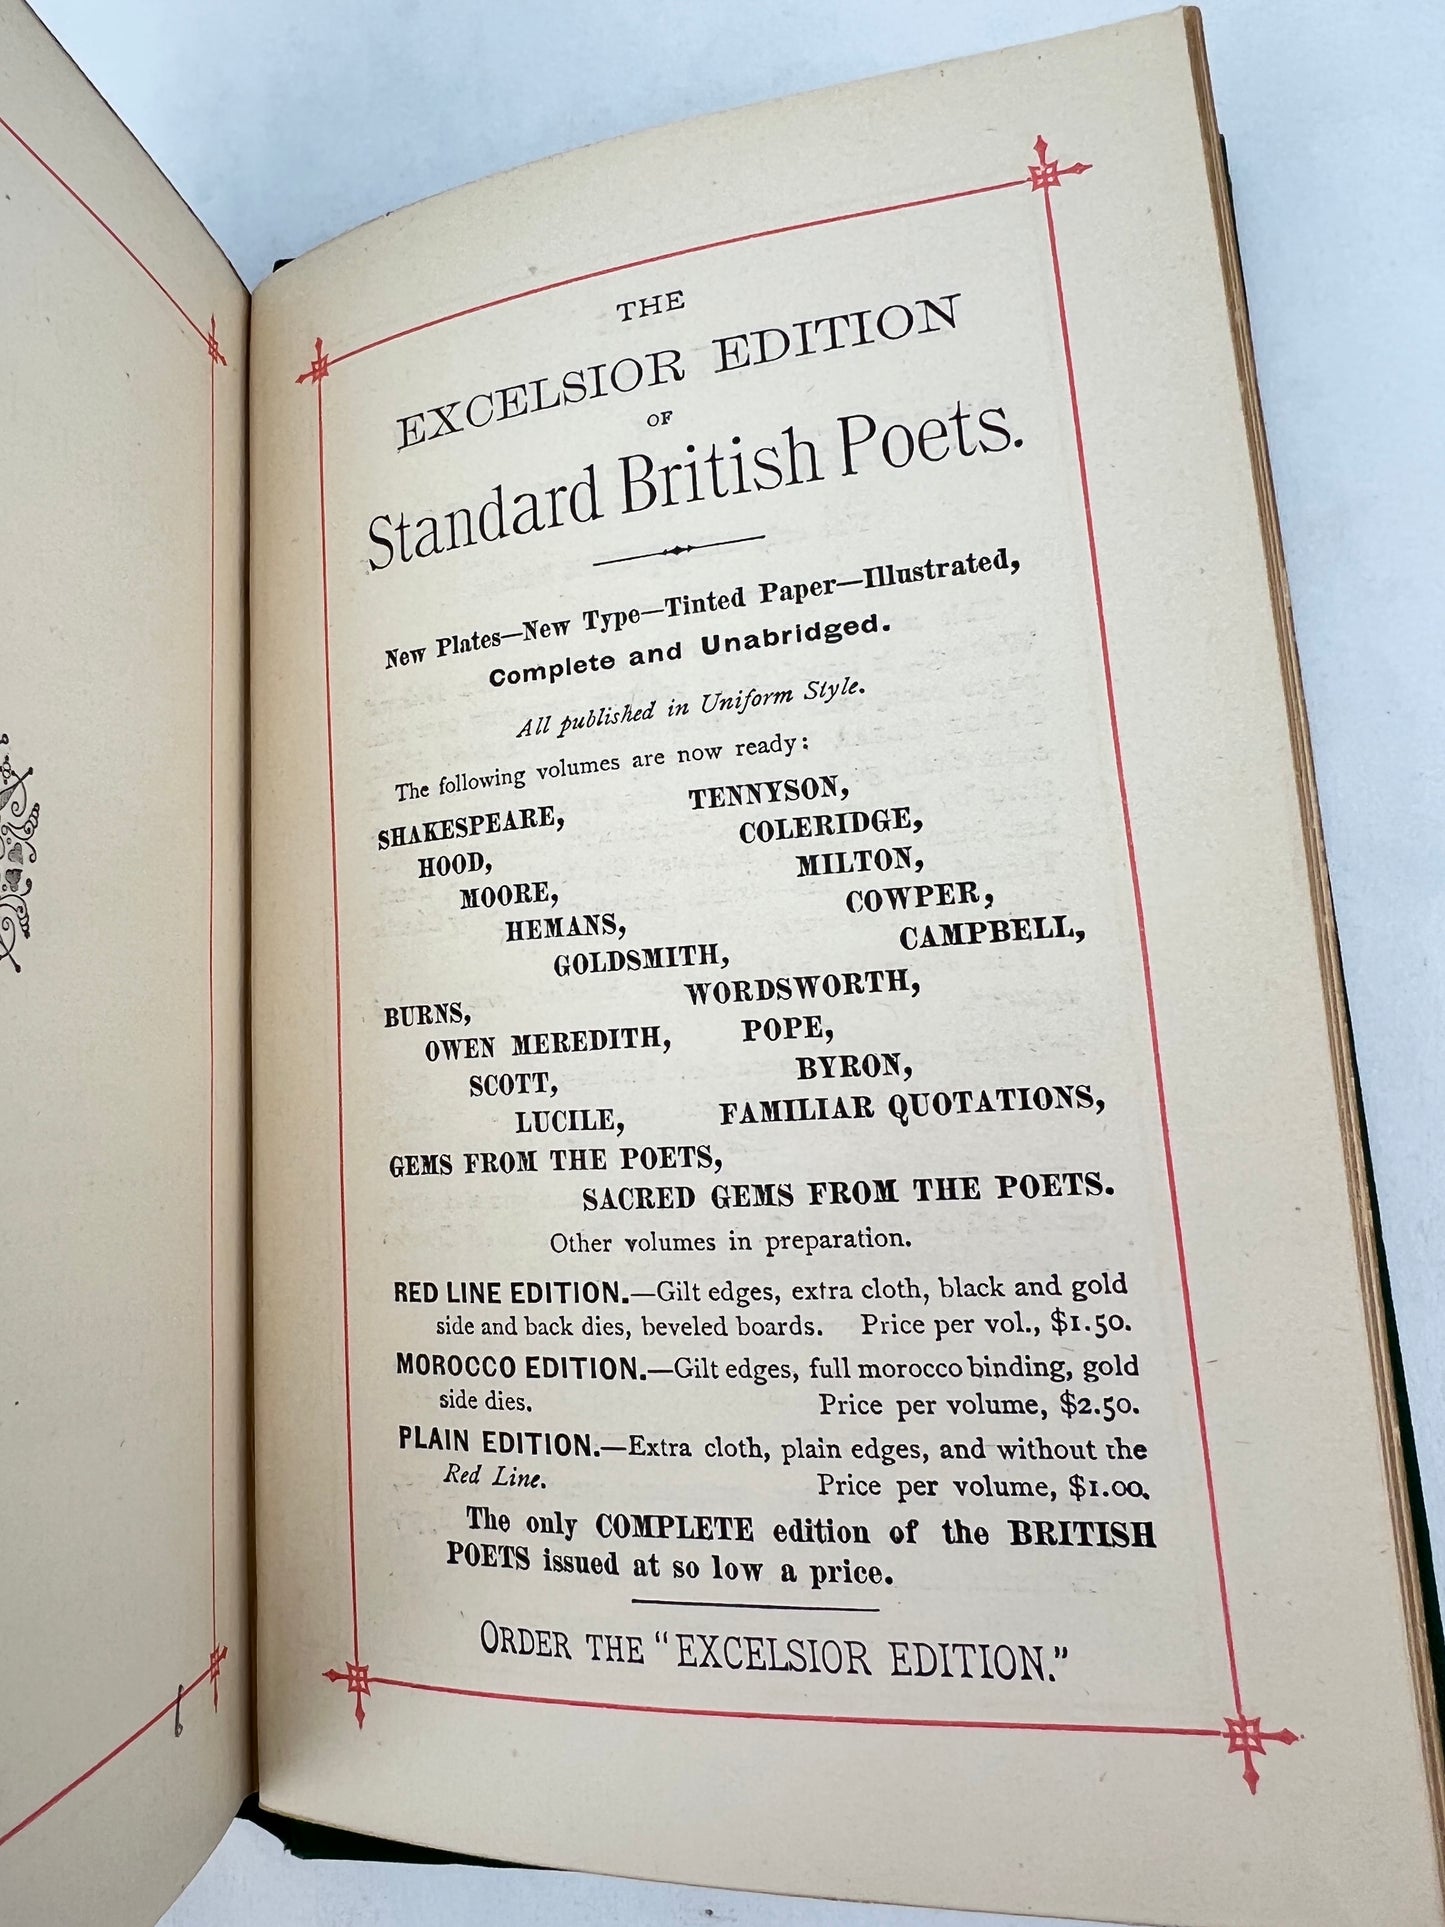 THE
EXCELSIOR EDITION
OF
Standard British Poets.
New Plates—New Type—Tinted Paper—Illustrated,
Complete and Unabridged.
All published in Uniform Style.
The following volumes are now ready:
SHAKESPEARE, TENNYSON,
HOOD, COLERIDGE,
MOORE, MILTON,
HEMANS, COWPER,
GOLDSMITH, CAMPBELL,
BURNS, WORDSWORTH,
OWEN MEREDITH, POPE,
SCOTT, BYRON,
LUCILE, FAMILIAR QUOTATIONS,
GEMS FROM THE POETS,
SACRED GEMS FROM THE POETS.
Other volumes in preparation.
RED LINE EDITION.—Gilt edges, extra cloth, black and gold
side and back dies, beveled boards. Price per vol., $1.50.
MOROCCO EDITION.—Gilt edges, full morocco binding, gold
side dies. Price per volume, $2.50.
PLAIN EDITION.—Extra cloth, plain edges, and without the
Red Line. Price per volume, $1.00.
The only COMPLETE edition of the BRITISH
POETS issued at so low a price.
ORDER THE "EXCELSIOR EDITION."